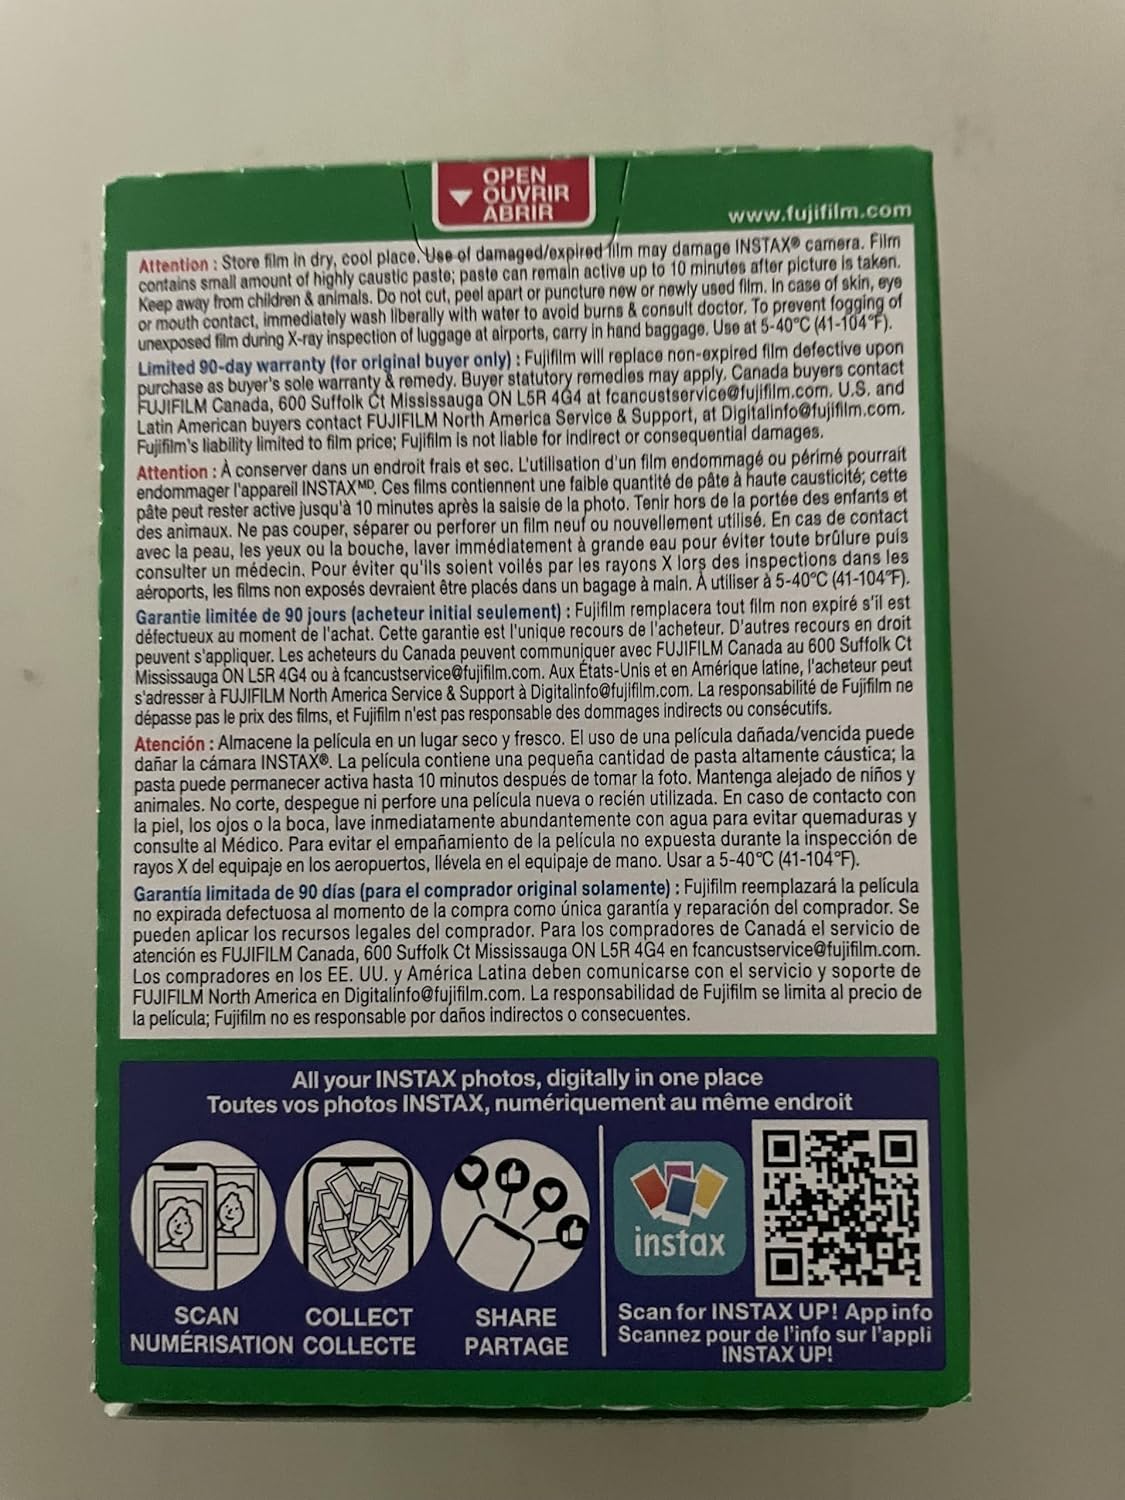 OPEN
OUVRIR
ABRIR
www.fujifilm.com
Attention : Store film in dry, cool place. Use of damaged/expired film may damage INSTAX® camera. Film
contains small amount of highly caustic paste; paste can remain active up to 10 minutes after picture is taken.
Keep away from children & animals. Do not cut, peel apart or puncture new or newly used film. In case of skin, eye
or mouth contact, immediately wash liberally with water to avoid burns & consult doctor. To prevent fogging of
unexposed film during X-ray inspection of luggage at airports, carry in hand baggage. Use at 5-40°C (41-104°F).
Limited 90-day warranty (for original buyer only) : Fujifilm will replace non-expired film defective upon
purchase as buyer's sole warranty & remedy. Buyer statutory remedies may apply. Canada buyers contact
FUJIFILM Canada, 600 Suffolk Ct Mississauga ON L5R 4G4 at fcancustservice@fujifilm.com. U.S. and
Latin American buyers contact FUJIFILM North America Service & Support, at Digitalinfo@fujifilm.com.
Fujifilm's liability limited to film price; Fujifilm is not liable for indirect or consequential damages.
Attention : À conserver dans un endroit frais et sec. L'utilisation d'un film endommagé ou périmé pourrait
endommager l'appareil INSTAXᴹᴰ. Ces films contiennent une faible quantité de pâte à haute causticité; cette
pâte peut rester active jusqu'à 10 minutes après la saisie de la photo. Tenir hors de la portée des enfants et
des animaux. Ne pas couper, séparer ou perforer un film neuf ou nouvellement utilisé. En cas de contact
avec la peau, les yeux ou la bouche, laver immédiatement à grande eau pour éviter toute brûlure puis
consulter un médecin. Pour éviter qu'ils soient voilés par les rayons X lors des inspections dans les
aéroports, les films non exposés devraient être placés dans un bagage à main. À utiliser à 5-40°C (41-104°F).
Garantie limitée de 90 jours (acheteur initial seulement) : Fujifilm remplacera tout film non expiré s'il est
défectueux au moment de l'achat. Cette garantie est l'unique recours de l'acheteur. D'autres recours en droit
peuvent s'appliquer. Les acheteurs du Canada peuvent communiquer avec FUJIFILM Canada au 600 Suffolk Ct
Mississauga ON L5R 4G4 ou à fcancustservice@fujifilm.com. Aux États-Unis et en Amérique latine, l'acheteur peut
s'adresser à FUJIFILM North America Service & Support à Digitalinfo@fujifilm.com. La responsabilité de Fujifilm ne
dépasse pas le prix des films, et Fujifilm n'est pas responsable des dommages indirects ou consécutifs.
Atención : Almacene la película en un lugar seco y fresco. El uso de una película dañada/vencida puede
dañar la cámara INSTAX®. La película contiene una pequeña cantidad de pasta altamente cáustica; la
pasta puede permanecer activa hasta 10 minutos después de tomar la foto. Mantenga alejado de niños y
animales. No corte, despegue ni perfore una película nueva o recién utilizada. En caso de contacto con
la piel, los ojos o la boca, lave inmediatamente abundantemente con agua para evitar quemaduras y
consulte al Médico. Para evitar el empañamiento de la película no expuesta durante la inspección de
rayos X del equipaje en los aeropuertos, llévela en el equipaje de mano. Usar a 5-40°C (41-104°F).
Garantía limitada de 90 días (para el comprador original solamente) : Fujifilm reemplazará la película
no expirada defectuosa al momento de la compra como única garantía y reparación del comprador. Se
pueden aplicar los recursos legales del comprador. Para los compradores de Canadá el servicio de
atención es FUJIFILM Canada, 600 Suffolk Ct Mississauga ON L5R 4G4 en fcancustservice@fujifilm.com.
Los compradores en los EE. UU. y América Latina deben comunicarse con el servicio y soporte de
FUJIFILM North America en Digitalinfo@fujifilm.com. La responsabilidad de Fujifilm se limita al precio de
la película; Fujifilm no es responsable por daños indirectos o consecuentes.
All your INSTAX photos, digitally in one place
Toutes vos photos INSTAX, numériquement au même endroit
instax
SCAN
NUMÉRISATION
COLLECT
COLLECTE
SHARE
PARTAGE
Scan for INSTAX UP! App info
Scannez pour de l'info sur l'appli
INSTAX UP!